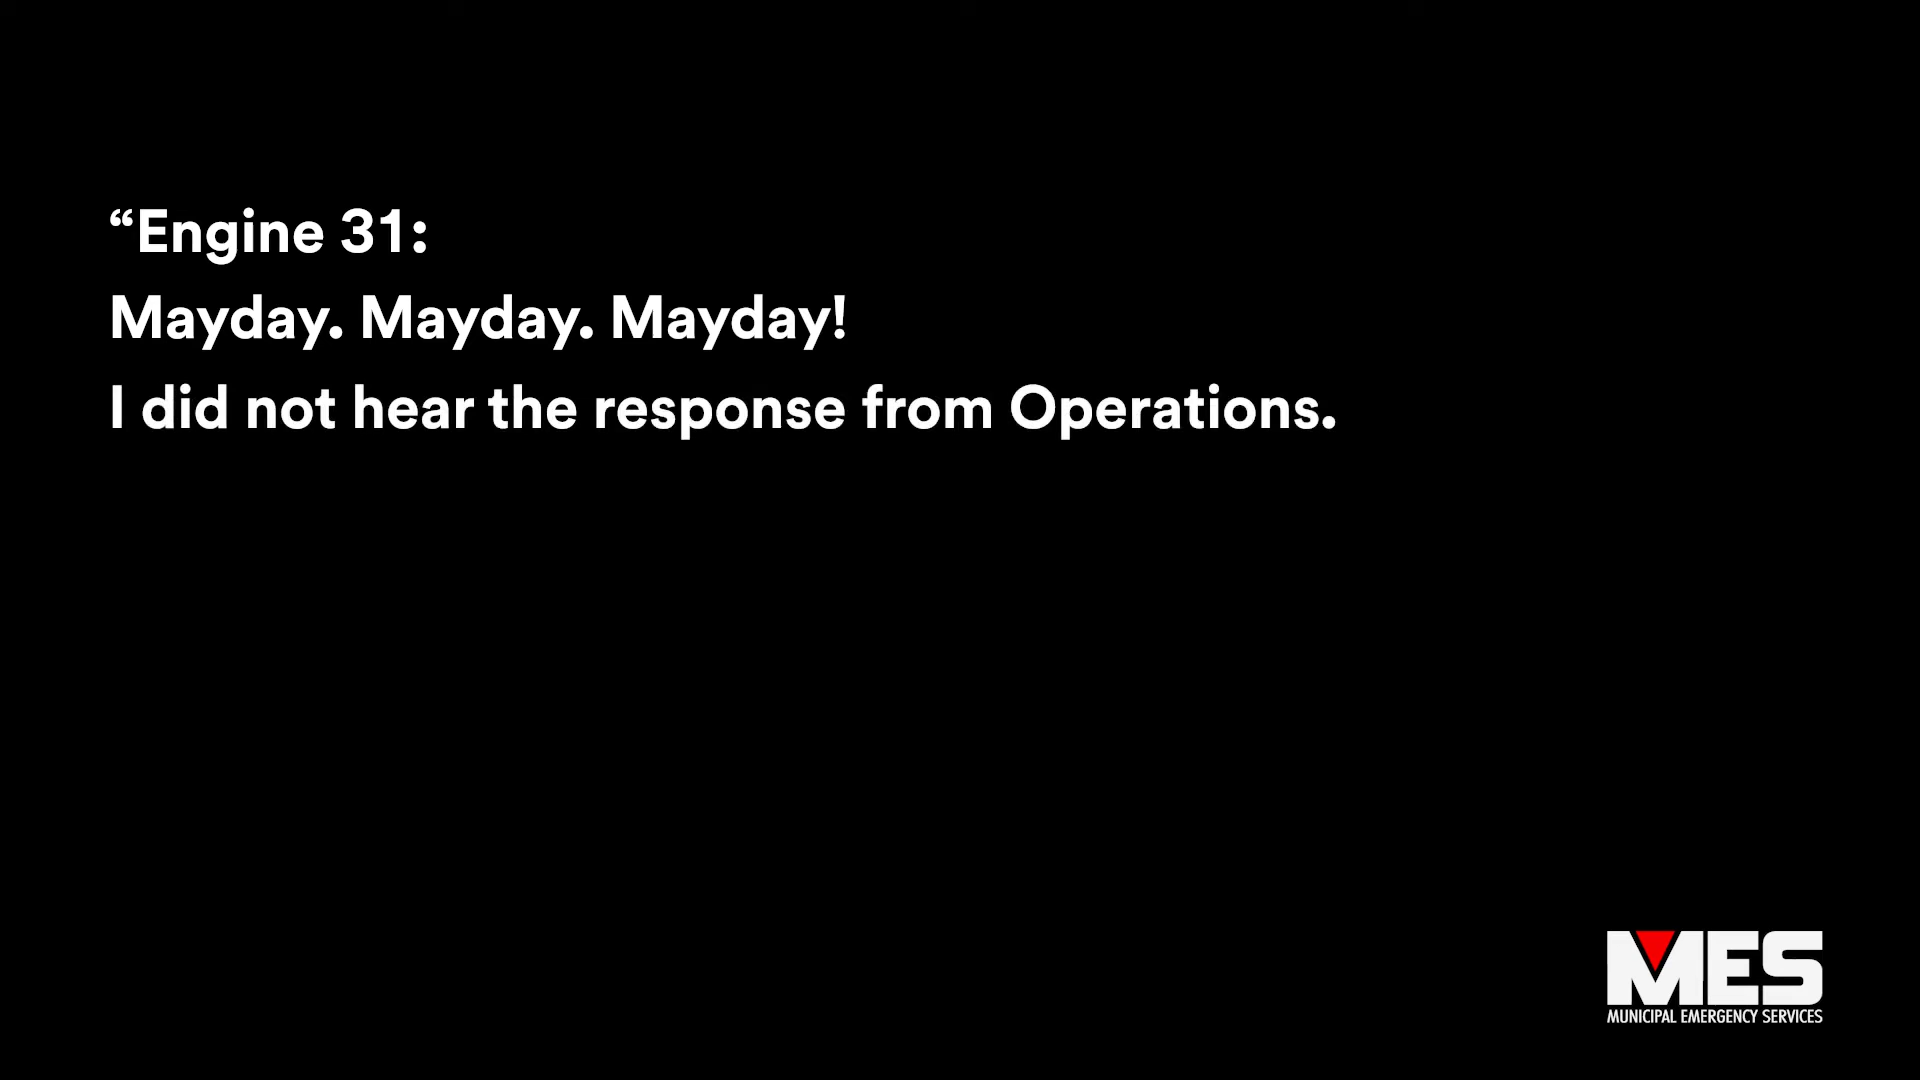 “Engine 31:
Mayday. Mayday. Mayday!
I did not hear the response from Operations.
MES
MUNICIPAL EMERGENCY SERVICES